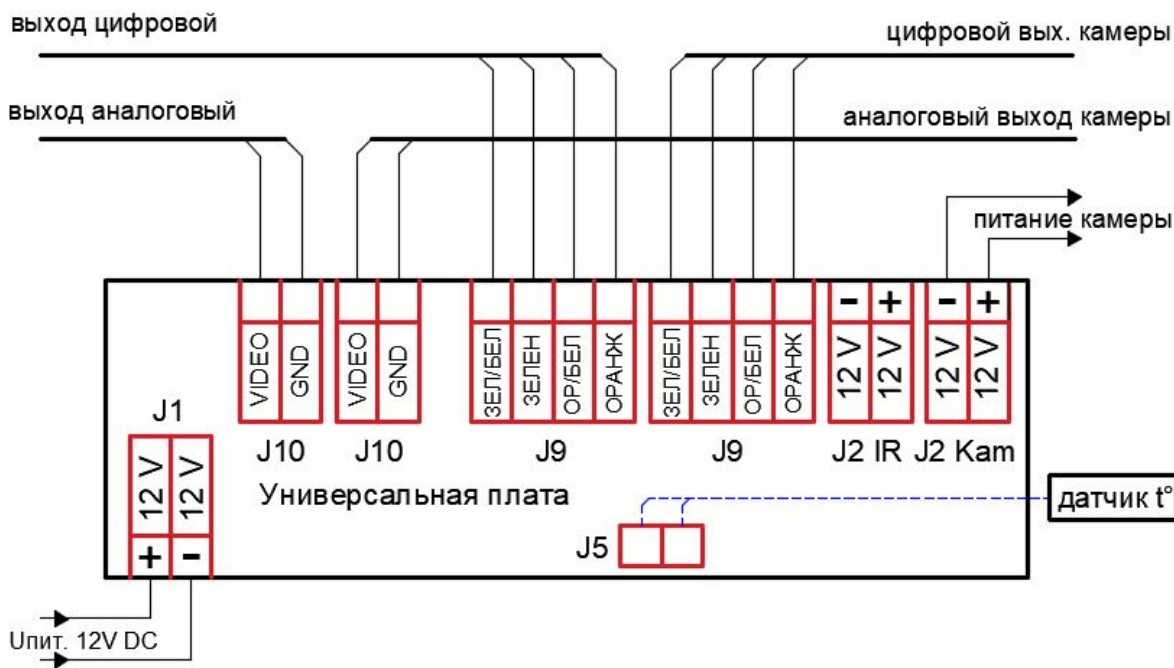 выход цифровой
цифровой вых. камеры
выход аналоговый
аналоговый выход камеры
питание камеры
- + - +
VIDEO GND VIDEO GND ЗЕЛ/БЕЛ ЗЕЛЕН ОР/БЕЛ ОРАНЖ ЗЕЛ/БЕЛ ЗЕЛЕН ОР/БЕЛ ОРАНЖ 12 V 12 V 12 V 12 V
J1
J10 J10 J9 J9 J2 IR J2 Kam
12 V 12 V
Универсальная плата
датчик t°
J5
+ -
Uпит. 12V DC